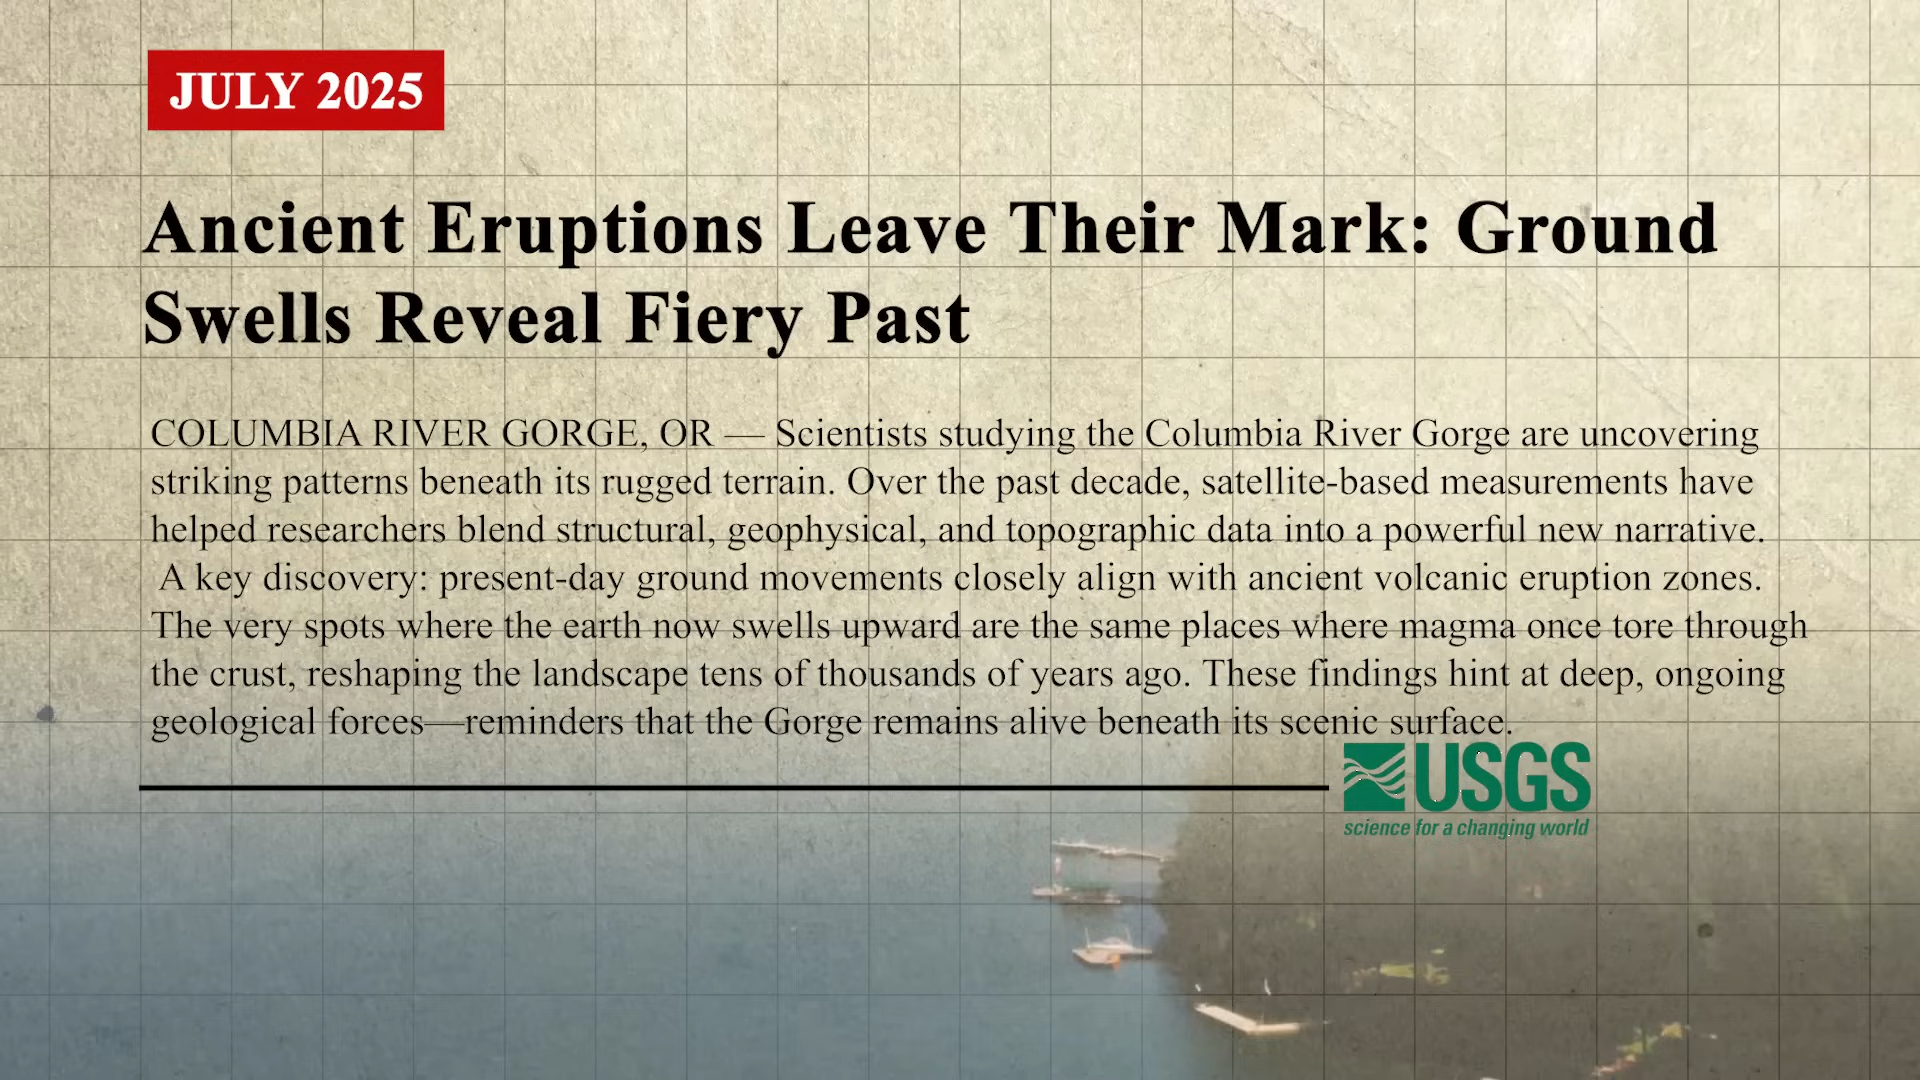 JULY 2025
Ancient Eruptions Leave Their Mark: Ground
Swells Reveal Fiery Past
COLUMBIA RIVER GORGE, OR — Scientists studying the Columbia River Gorge are uncovering
striking patterns beneath its rugged terrain. Over the past decade, satellite-based measurements have
helped researchers blend structural, geophysical, and topographic data into a powerful new narrative.
A key discovery: present-day ground movements closely align with ancient volcanic eruption zones.
The very spots where the earth now swells upward are the same places where magma once tore through
the crust, reshaping the landscape tens of thousands of years ago. These findings hint at deep, ongoing
geological forces—reminders that the Gorge remains alive beneath its scenic surface.
USGS
science for a changing world